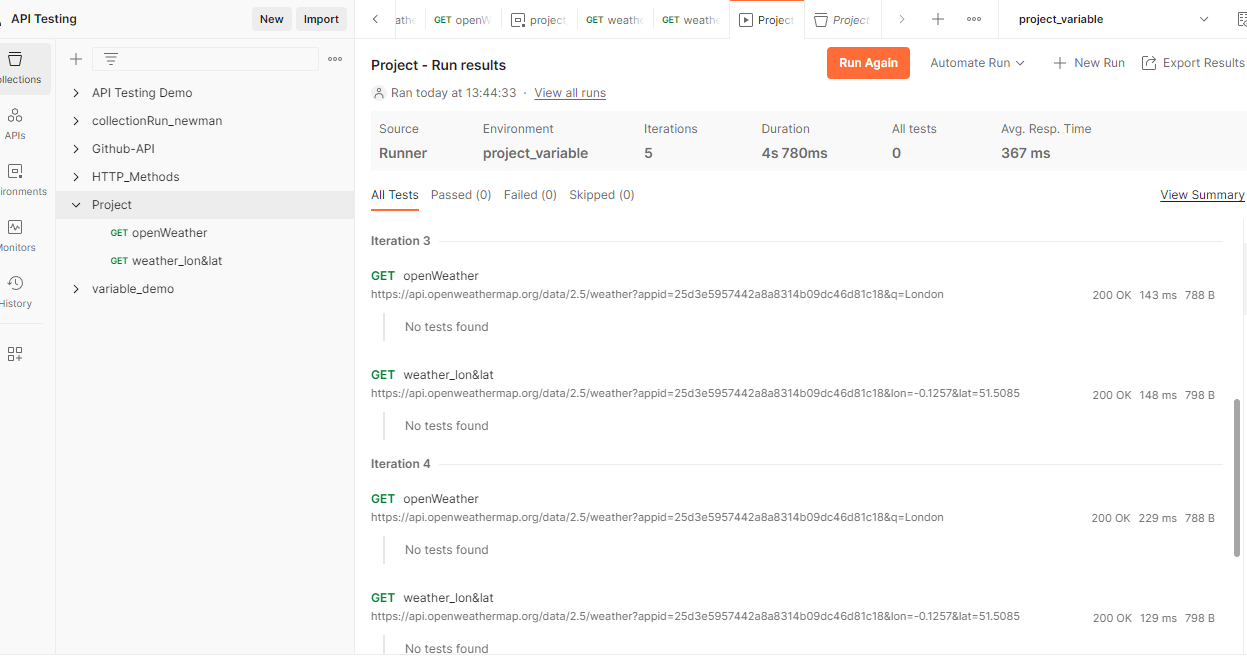 API Testing
New
Import
GET openW
project
GET weath
GET weathe
Project
Project
project_variable
ollections
APIs
ironments
Monitors
History
API Testing Demo
collectionRun_newman
Github-API
HTTP_Methods
Project
GET openWeather
GET weather_lon&lat
variable_demo
Project - Run results
Run Again
Automate Run
New Run
Export Results
Ran today at 13:44:33 · View all runs
Source Environment Iterations Duration All tests Avg. Resp. Time
Runner project_variable 5 4s 780ms 0 367 ms
All Tests Passed (0) Failed (0) Skipped (0) View Summary
Iteration 3
GET openWeather
https://api.openweathermap.org/data/2.5/weather?appid=25d3e5957442a8a8314b09dc46d81c18&q=London 200 OK 143 ms 788 B
No tests found
GET weather_lon&lat
https://api.openweathermap.org/data/2.5/weather?appid=25d3e5957442a8a8314b09dc46d81c18&lon=-0.1257&lat=51.5085 200 OK 148 ms 798 B
No tests found
Iteration 4
GET openWeather
https://api.openweathermap.org/data/2.5/weather?appid=25d3e5957442a8a8314b09dc46d81c18&q=London 200 OK 229 ms 788 B
No tests found
GET weather_lon&lat
https://api.openweathermap.org/data/2.5/weather?appid=25d3e5957442a8a8314b09dc46d81c18&lon=-0.1257&lat=51.5085 200 OK 129 ms 798 B
No tests found